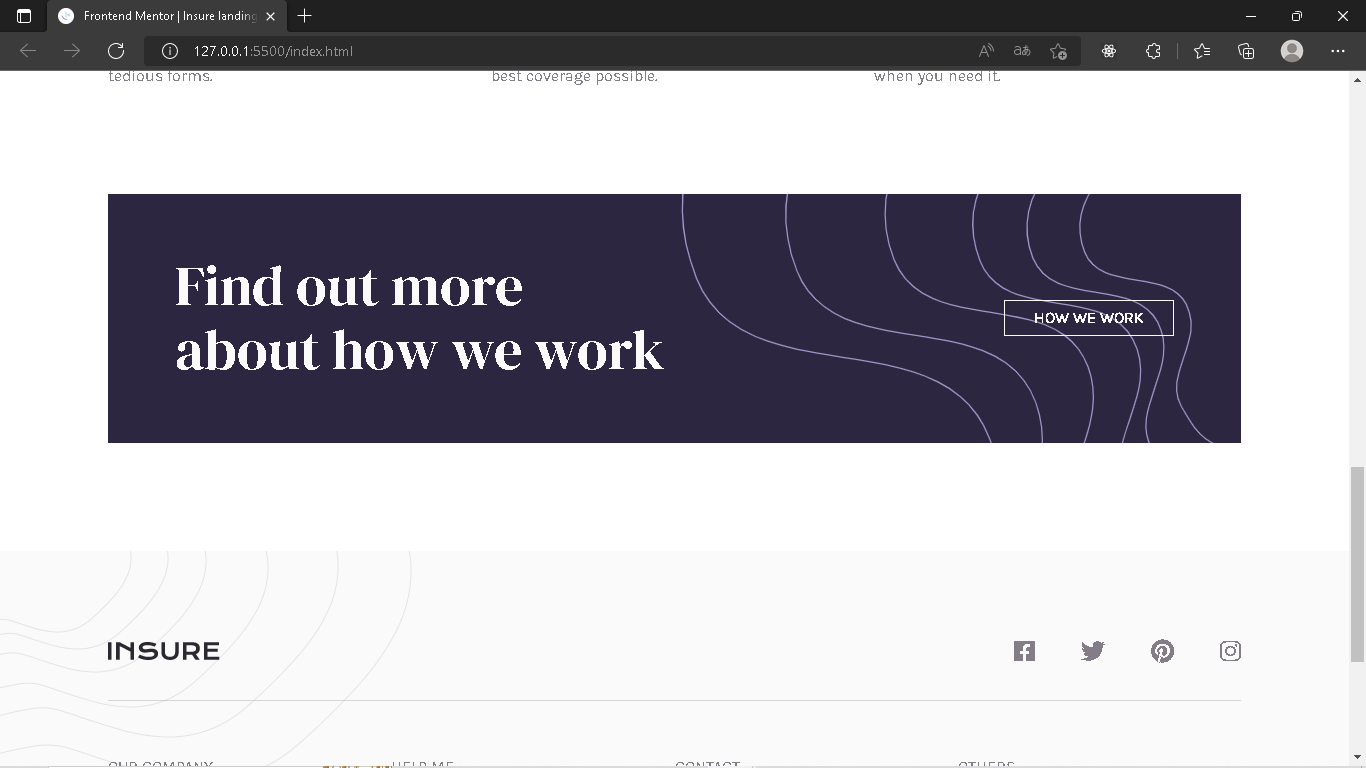 Frontend Mentor | Insure landing
127.0.0.1:5500/index.html
tedious forms.
best coverage possible.
when you need it.
Find out more
about how we work
HOW WE WORK
INSURE
OUR COMPANY
HELP ME
CONTACT
OTHERS